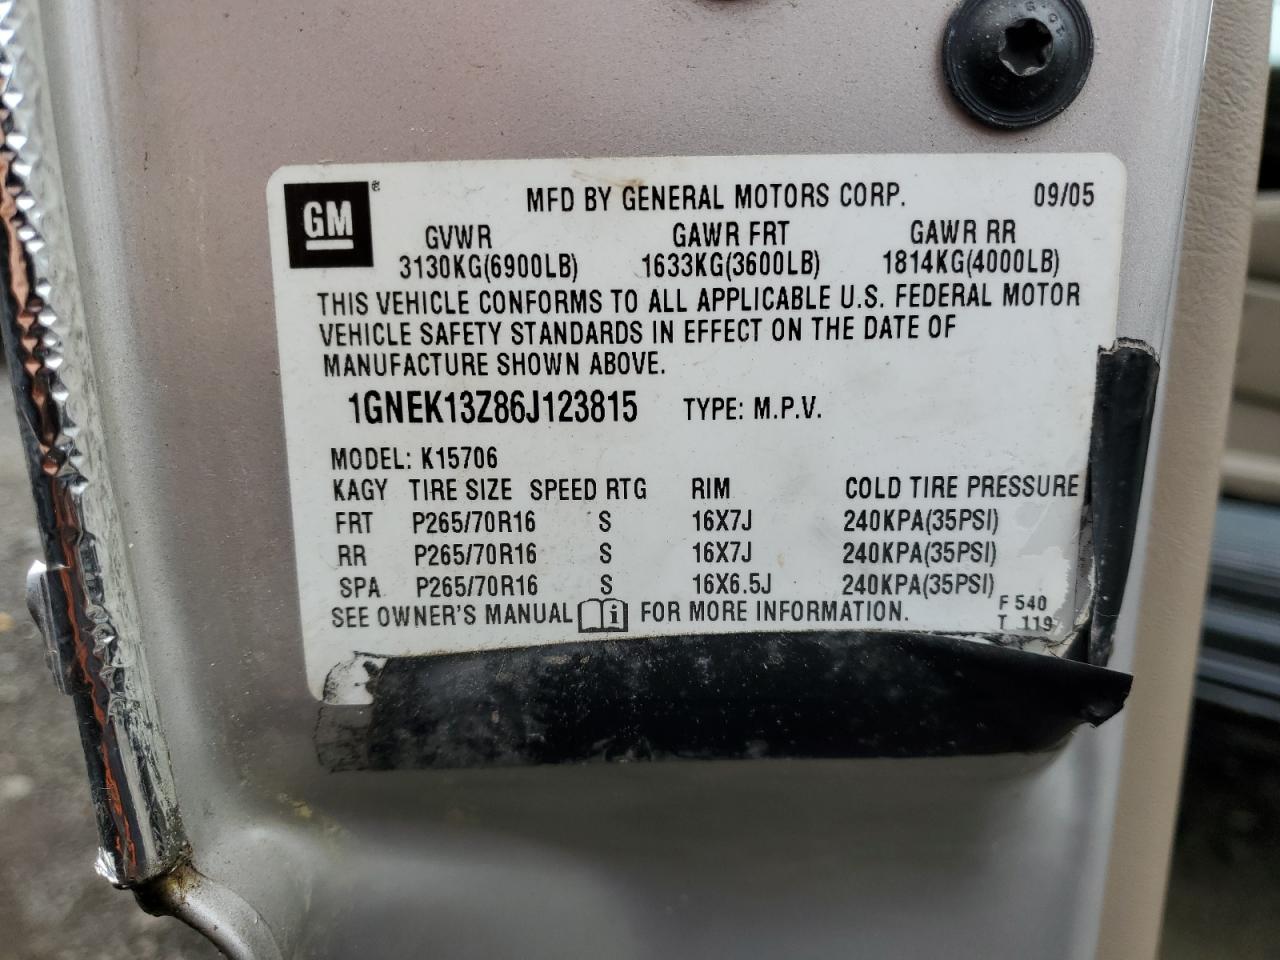 GM ®
MFD BY GENERAL MOTORS CORP. 09/05
GVWR GAWR FRT GAWR RR
3130KG(6900LB) 1633KG(3600LB) 1814KG(4000LB)
THIS VEHICLE CONFORMS TO ALL APPLICABLE U.S. FEDERAL MOTOR
VEHICLE SAFETY STANDARDS IN EFFECT ON THE DATE OF
MANUFACTURE SHOWN ABOVE.
1GNEK13Z86J123815 TYPE: M.P.V.
MODEL: K15706
KAGY TIRE SIZE SPEED RTG RIM COLD TIRE PRESSURE
FRT P265/70R16 S 16X7J 240KPA(35PSI)
RR P265/70R16 S 16X7J 240KPA(35PSI)
SPA P265/70R16 S 16X6.5J 240KPA(35PSI)
SEE OWNER'S MANUAL i FOR MORE INFORMATION.
F 540
T 119